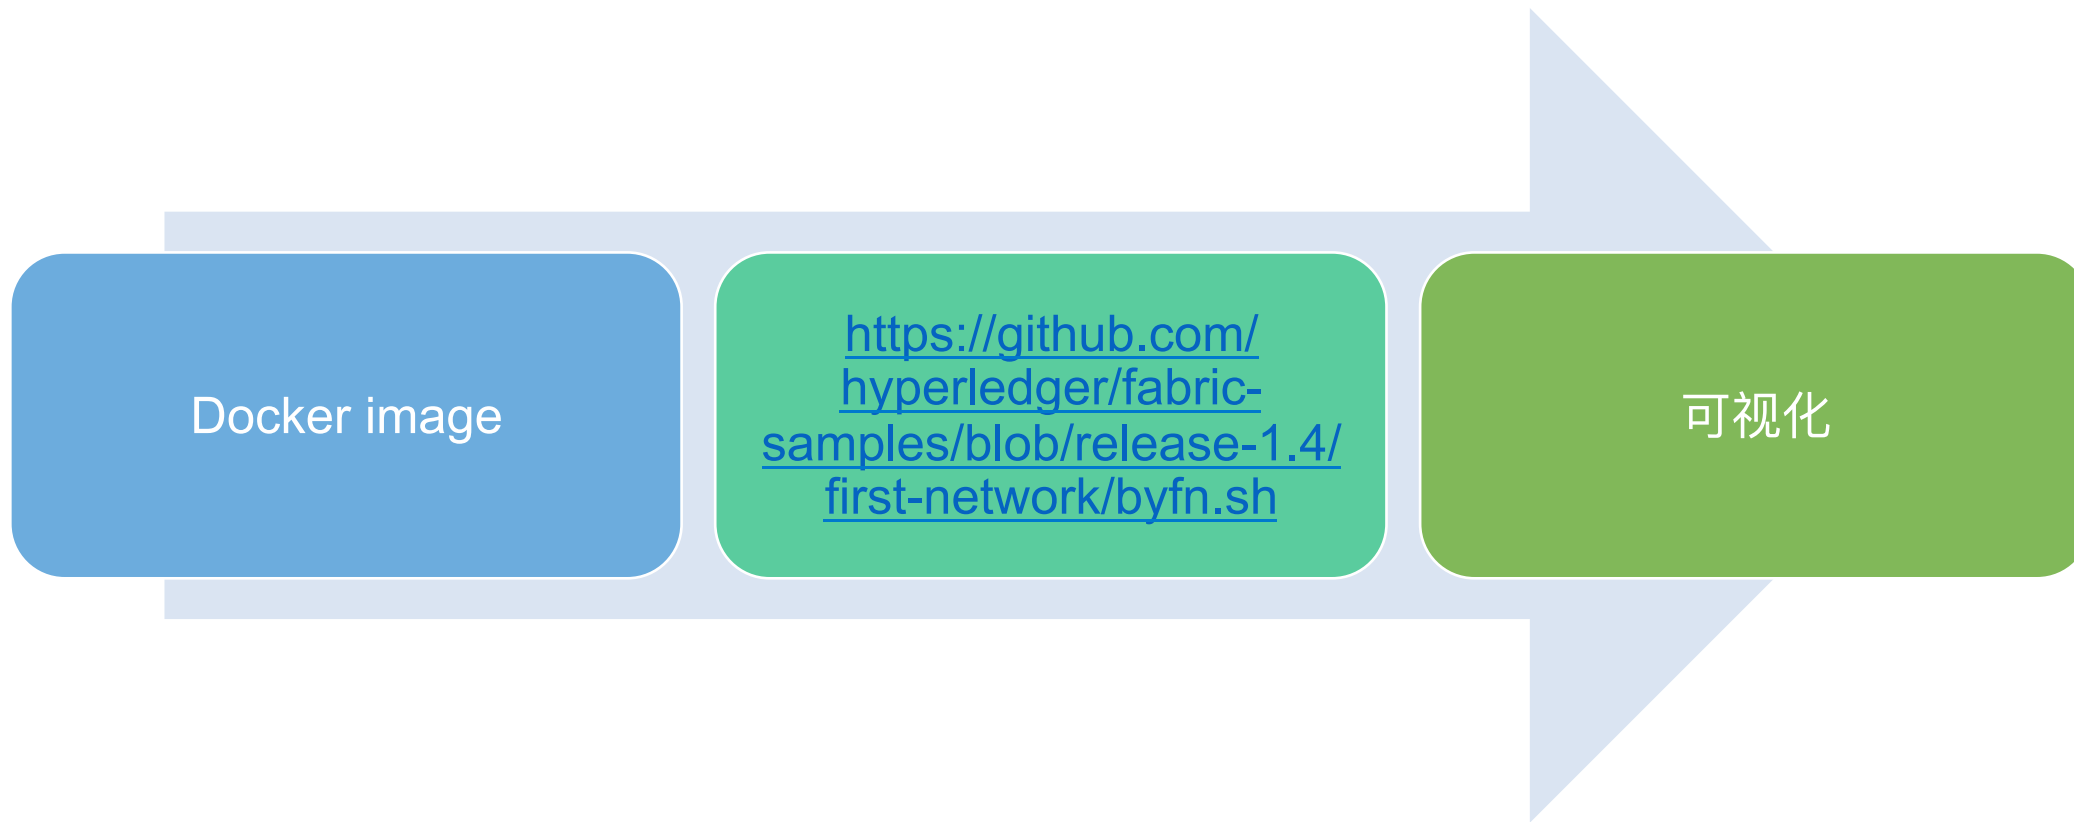 Docker image
https://github.com/
hyperledger/fabric-
samples/blob/release-1.4/
first-network/byfn.sh
可视化